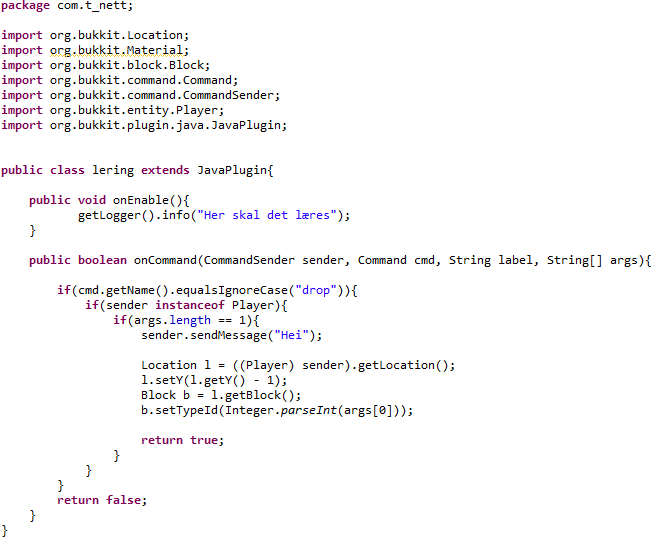 package com.t_nett;
import org.bukkit.Location;
import org.bukkit.Material;
import org.bukkit.block.Block;
import org.bukkit.command.Command;
import org.bukkit.command.CommandSender;
import org.bukkit.entity.Player;
import org.bukkit.plugin.java.JavaPlugin;
public class lering extends JavaPlugin{
public void onEnable(){
getLogger().info("Her skal det læres");
}
public boolean onCommand(CommandSender sender, Command cmd, String label, String[] args){
if(cmd.getName().equalsIgnoreCase("drop")){
if(sender instanceof Player){
if(args.length == 1){
sender.sendMessage("Hei");
Location l = ((Player) sender).getLocation();
l.setY(l.getY() - 1);
Block b = l.getBlock();
b.setTypeId(Integer.parseInt(args[0]));
return true;
}
}
}
return false;
}
}